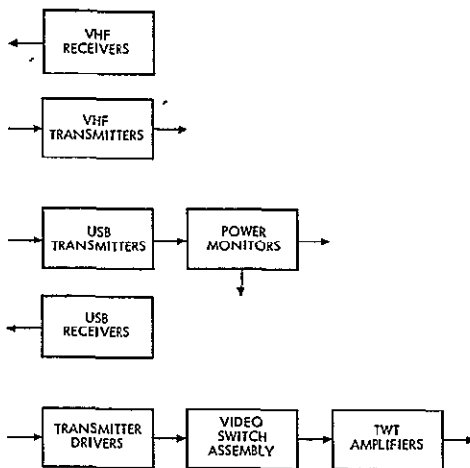 VHF
RECEIVERS
VHF
TRANSMITTERS
USB
TRANSMITTERS
POWER
MONITORS
USB
RECEIVERS
TRANSMITTER
DRIVERS
VIDEO
SWITCH
ASSEMBLY
TWT
AMPLIFIERS